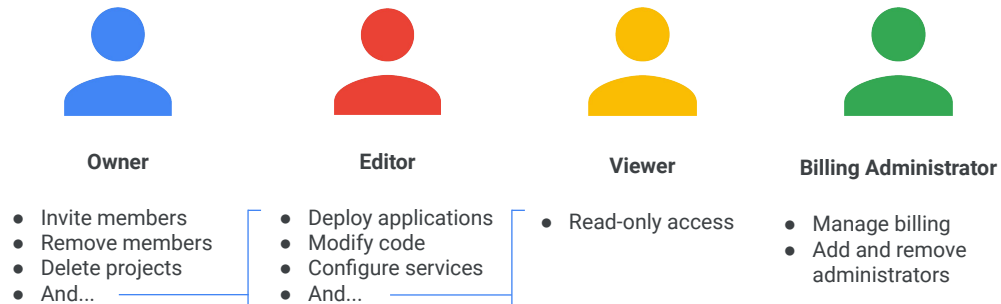 Owner
● Invite members
● Remove members
● Delete projects
● And...
Editor
● Deploy applications
● Modify code
● Configure services
● And...
Viewer
● Read-only access
Billing Administrator
● Manage billing
● Add and remove
administrators